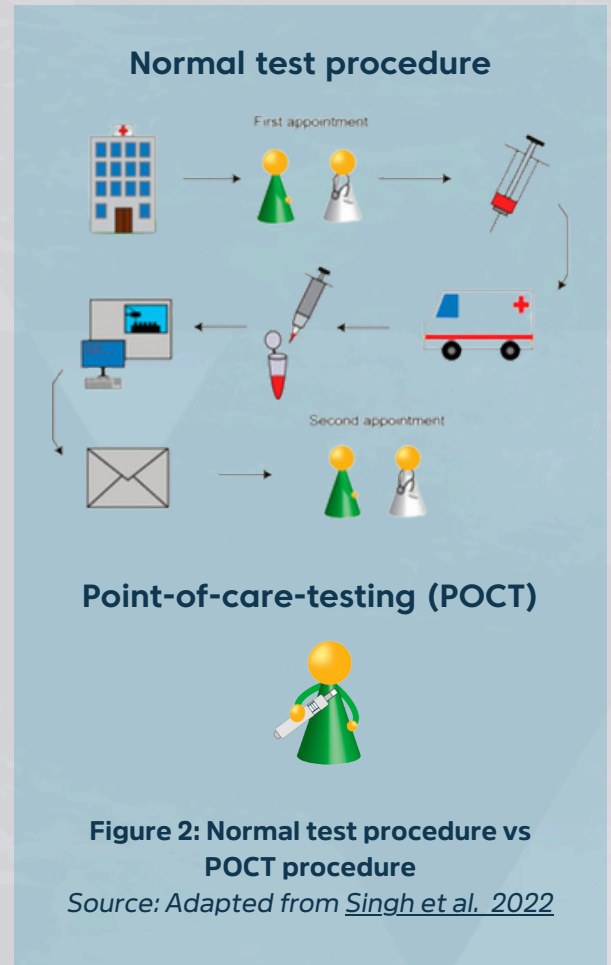 Normal test procedure
First appointment
Second appointment
Point-of-care-testing (POCT)
Figure 2: Normal test procedure vs
POCT procedure
Source: Adapted from Singh et al. 2022